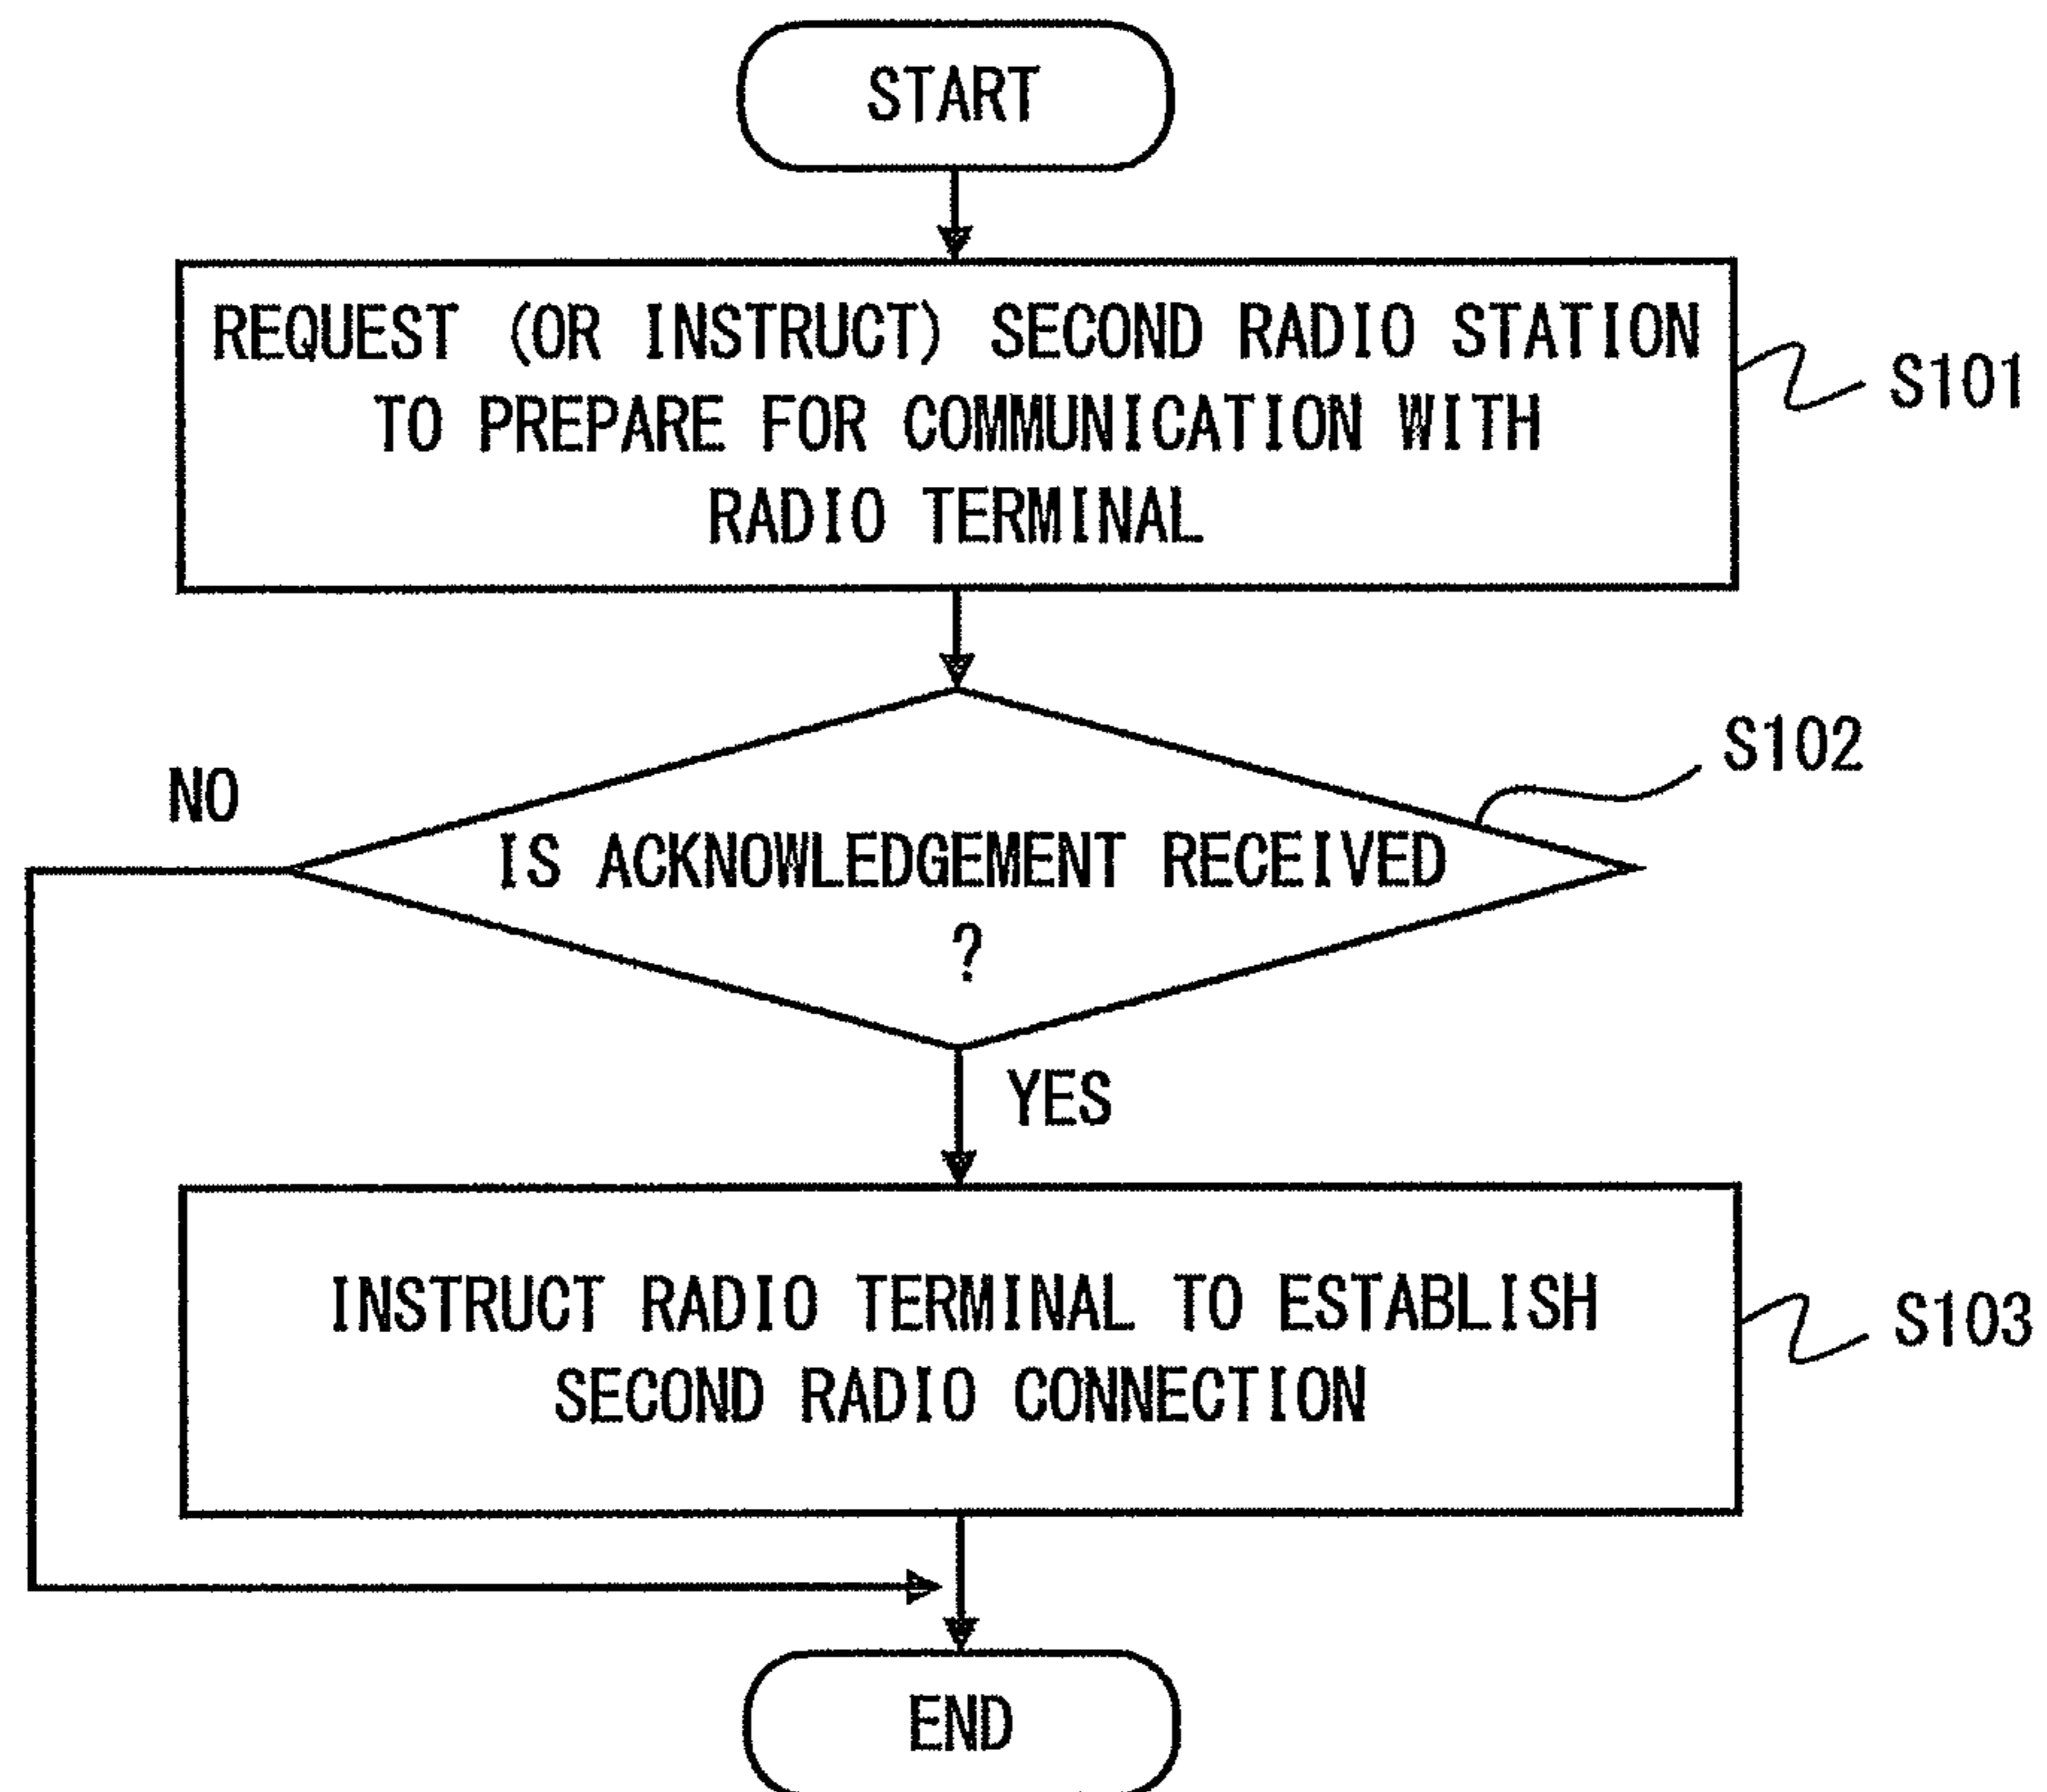 START
REQUEST (OR INSTRUCT) SECOND RADIO STATION
TO PREPARE FOR COMMUNICATION WITH
RADIO TERMINAL
S101
S102
NO
IS ACKNOWLEDGEMENT RECEIVED
?
YES
INSTRUCT RADIO TERMINAL TO ESTABLISH
SECOND RADIO CONNECTION
S103
END